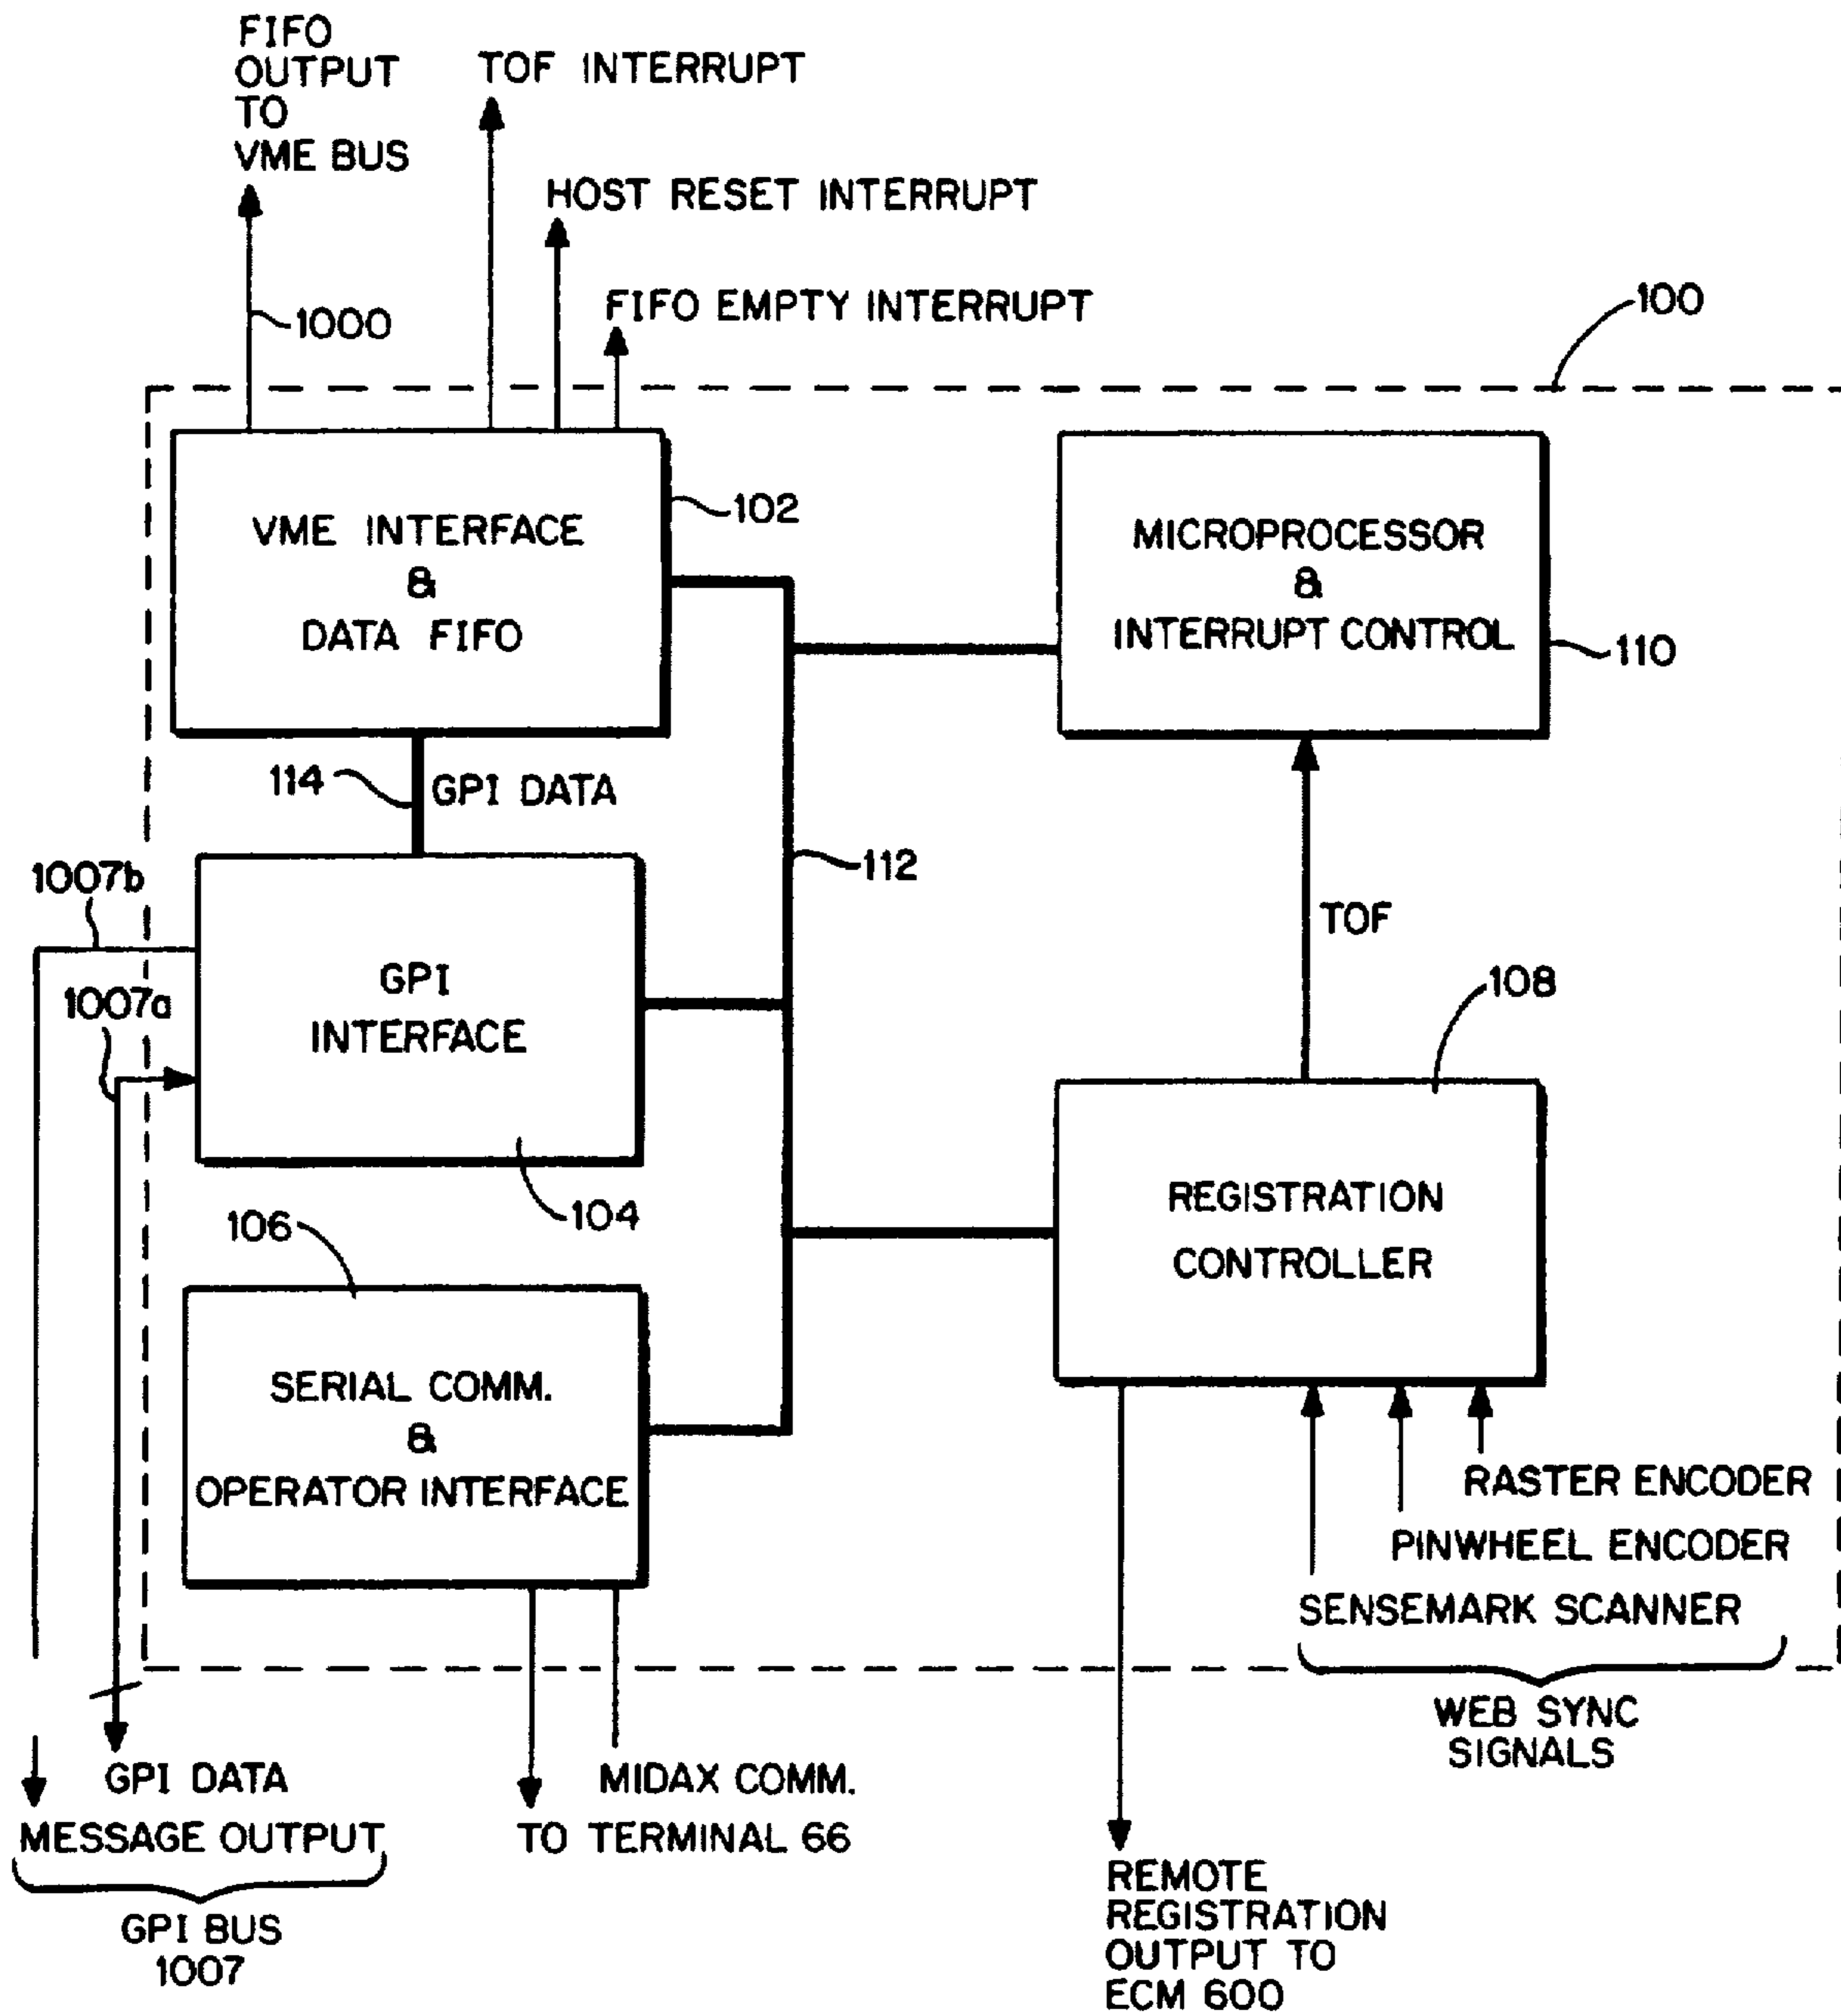 FIFO
OUTPUT
TO
VME BUS
TOF INTERRUPT
HOST RESET INTERRUPT
FIFO EMPTY INTERRUPT
1000
100
VME INTERFACE
&
DATA FIFO
102
MICROPROCESSOR
&
INTERRUPT CONTROL
110
114
GPI DATA
112
1007b
1007a
GPI
INTERFACE
104
TOF
108
REGISTRATION
CONTROLLER
106
SERIAL COMM.
&
OPERATOR INTERFACE
RASTER ENCODER
PINWHEEL ENCODER
SENSEMARK SCANNER
WEB SYNC
SIGNALS
GPI DATA
MESSAGE OUTPUT
GPI BUS
1007
MIDAX COMM.
TO TERMINAL 66
REMOTE
REGISTRATION
OUTPUT TO
ECM 600